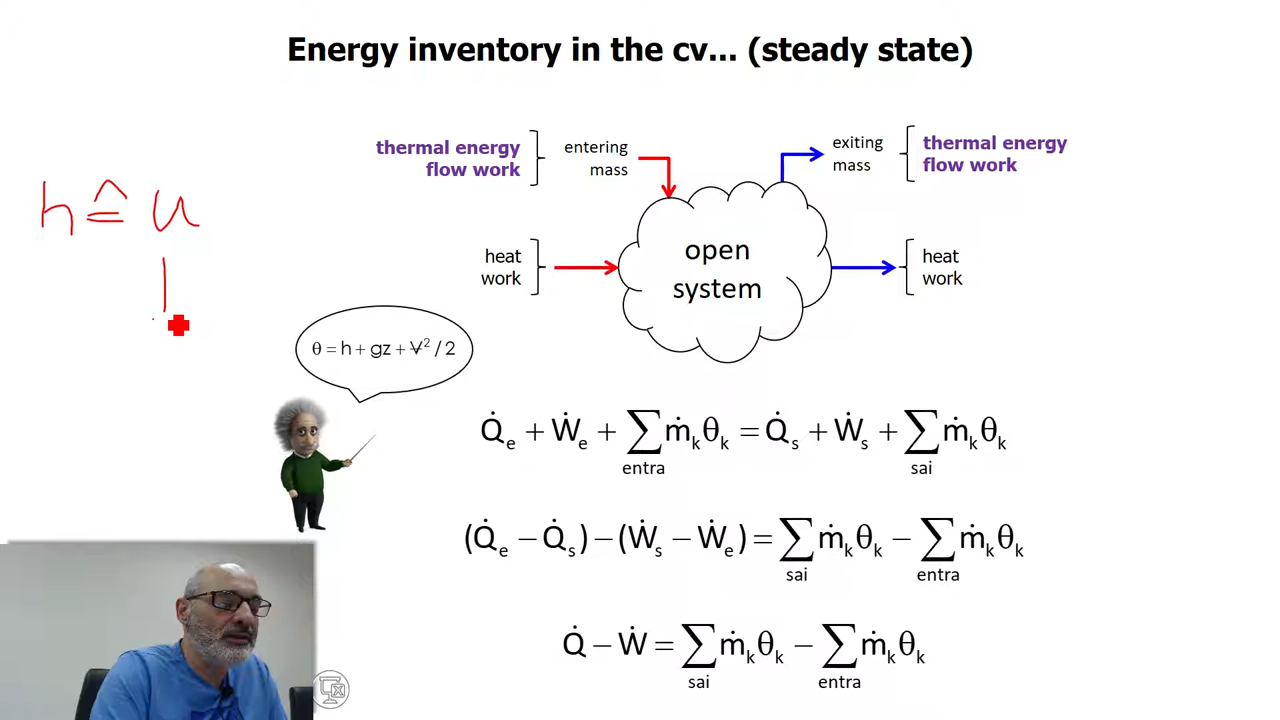 Energy inventory in the cv... (steady state)
thermal energy
flow work
entering
mass
exiting
mass
thermal energy
flow work
h ≙ u
heat
work
open
system
heat
work
θ = h + gz + V²/2
Q̇e + Ẇe + ∑ ṁkθk = Q̇s + Ẇs + ∑ ṁkθk
entra sai
(Q̇e − Q̇s) − (Ẇs − Ẇe) = ∑ ṁkθk − ∑ ṁkθk
sai entra
Q̇ − Ẇ = ∑ ṁkθk − ∑ ṁkθk
sai entra